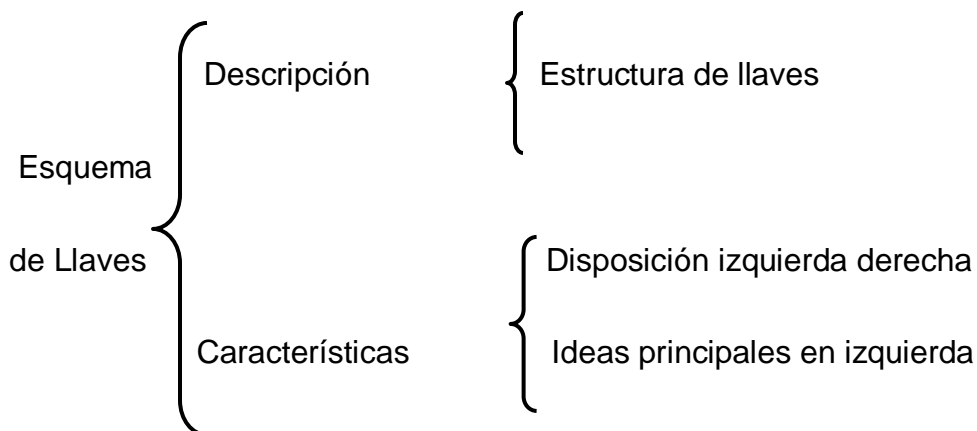 Descripción
Estructura de llaves
Esquema
de Llaves
Disposición izquierda derecha
Características
Ideas principales en izquierda